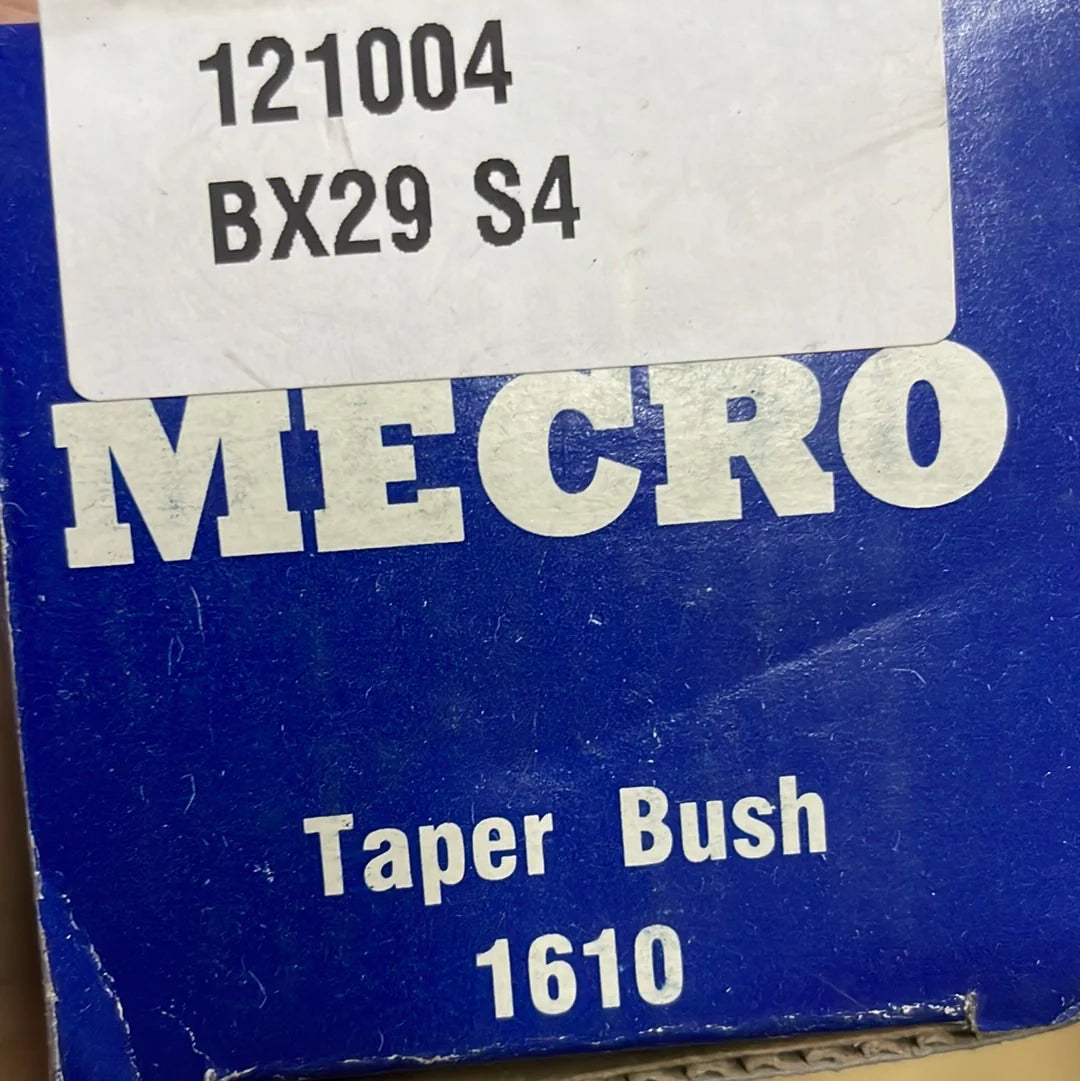 121004
BX29 S4
MECRO
Taper Bush
1610